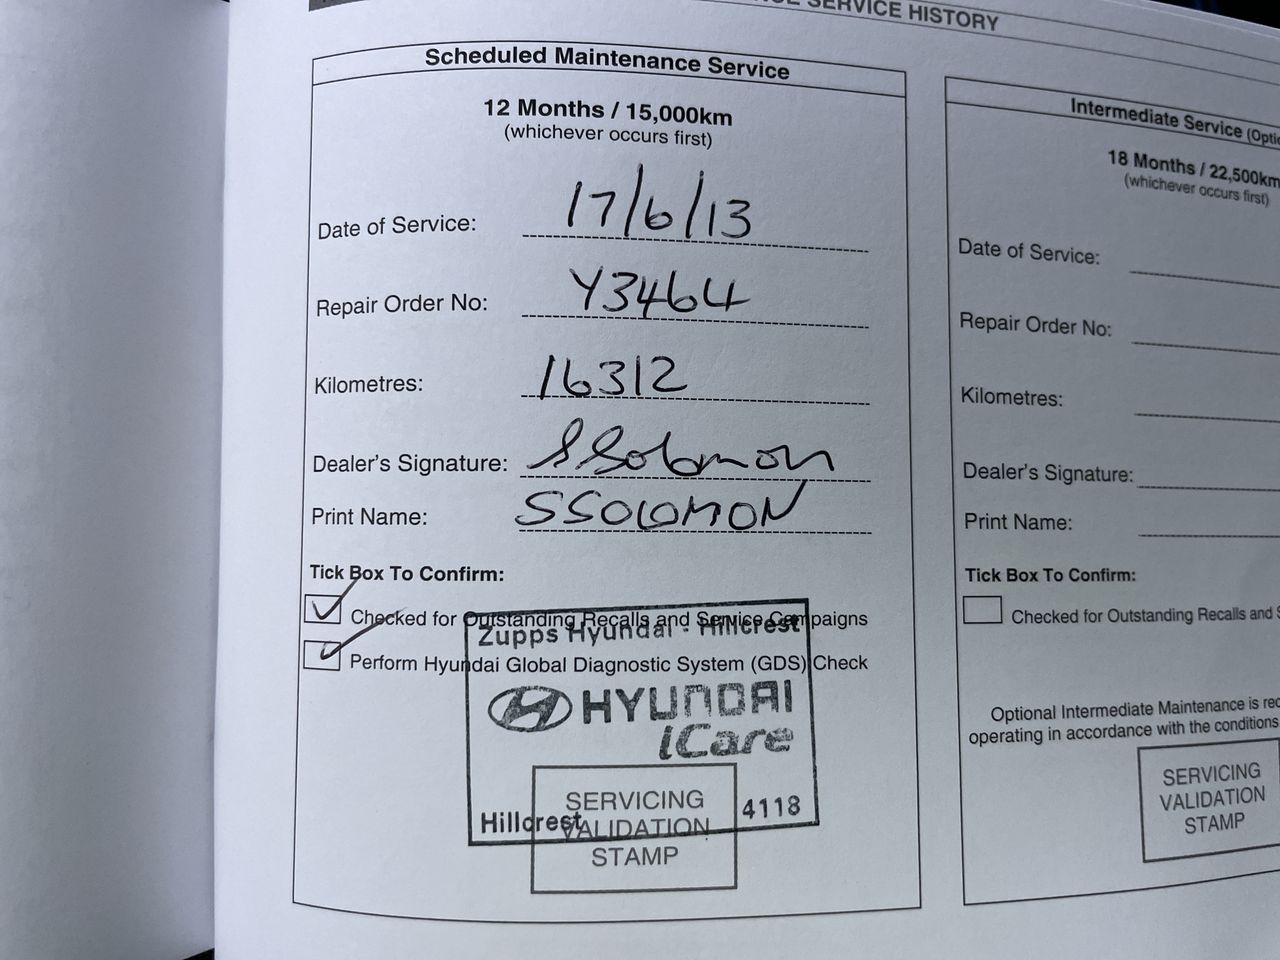 SERVICE HISTORY
Scheduled Maintenance Service
12 Months / 15,000km
(whichever occurs first)
Date of Service: 17/6/13
Repair Order No: Y3464
Kilometres: 16312
Dealer's Signature: SSolomon
Print Name: SSOLOMON
Tick Box To Confirm:
Checked for Outstanding Recalls and Service Campaigns
Perform Hyundai Global Diagnostic System (GDS) Check
Zupps Hyundai - Hillcrest
HYUNDAI
iCare
Hillcrest 4118
SERVICING
VALIDATION
STAMP
Intermediate Service
18 Months / 22,500km
(whichever occurs first)
Date of Service:
Repair Order No:
Kilometres:
Dealer's Signature:
Print Name:
Tick Box To Confirm:
Checked for Outstanding Recalls and
Optional Intermediate Maintenance is
operating in accordance with the conditions
SERVICING
VALIDATION
STAMP